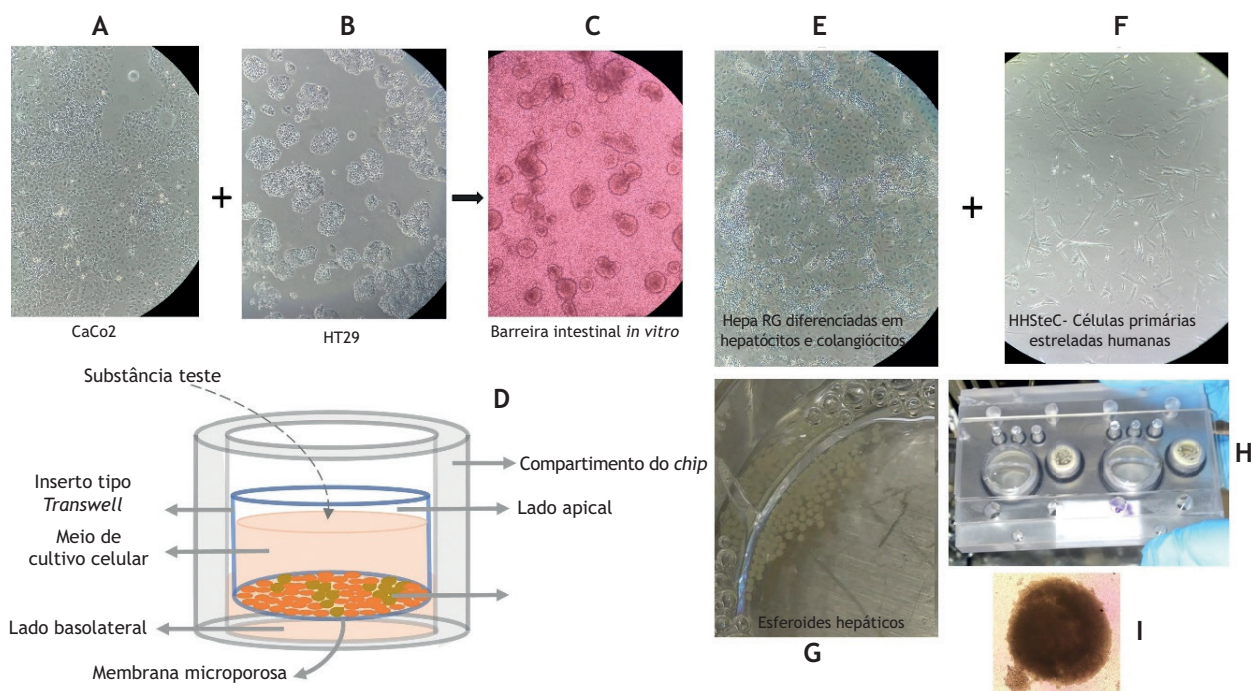 A
B
C
E
F
+
+
CaCo2
HT29
Barreira intestinal in vitro
Hepa RG diferenciadas em
hepatócitos e colangiócitos
HHSteC- Células primárias
estreladas humanas
Substância teste
D
Inserto tipo
Transwell
Meio de
cultivo celular
Lado basolateral
Membrana microporosa
Compartimento do chip
Lado apical
Esferoides hepáticos
G
H
I